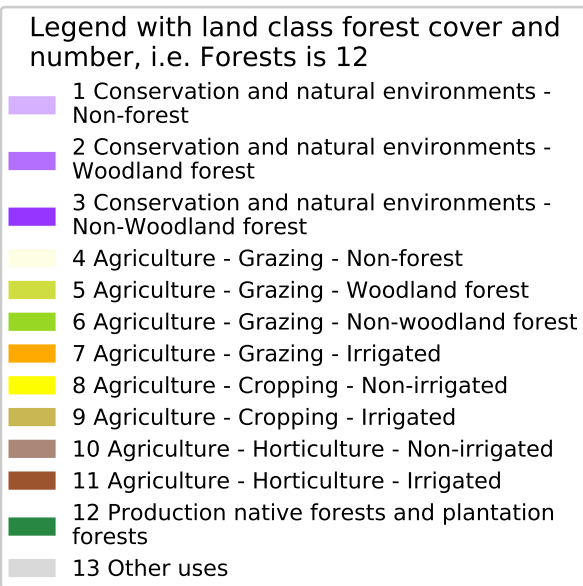 Legend with land class forest cover and
number, i.e. Forests is 12
1 Conservation and natural environments -
Non-forest
2 Conservation and natural environments -
Woodland forest
3 Conservation and natural environments -
Non-Woodland forest
4 Agriculture - Grazing - Non-forest
5 Agriculture - Grazing - Woodland forest
6 Agriculture - Grazing - Non-woodland forest
7 Agriculture - Grazing - Irrigated
8 Agriculture - Cropping - Non-irrigated
9 Agriculture - Cropping - Irrigated
10 Agriculture - Horticulture - Non-irrigated
11 Agriculture - Horticulture - Irrigated
12 Production native forests and plantation
forests
13 Other uses